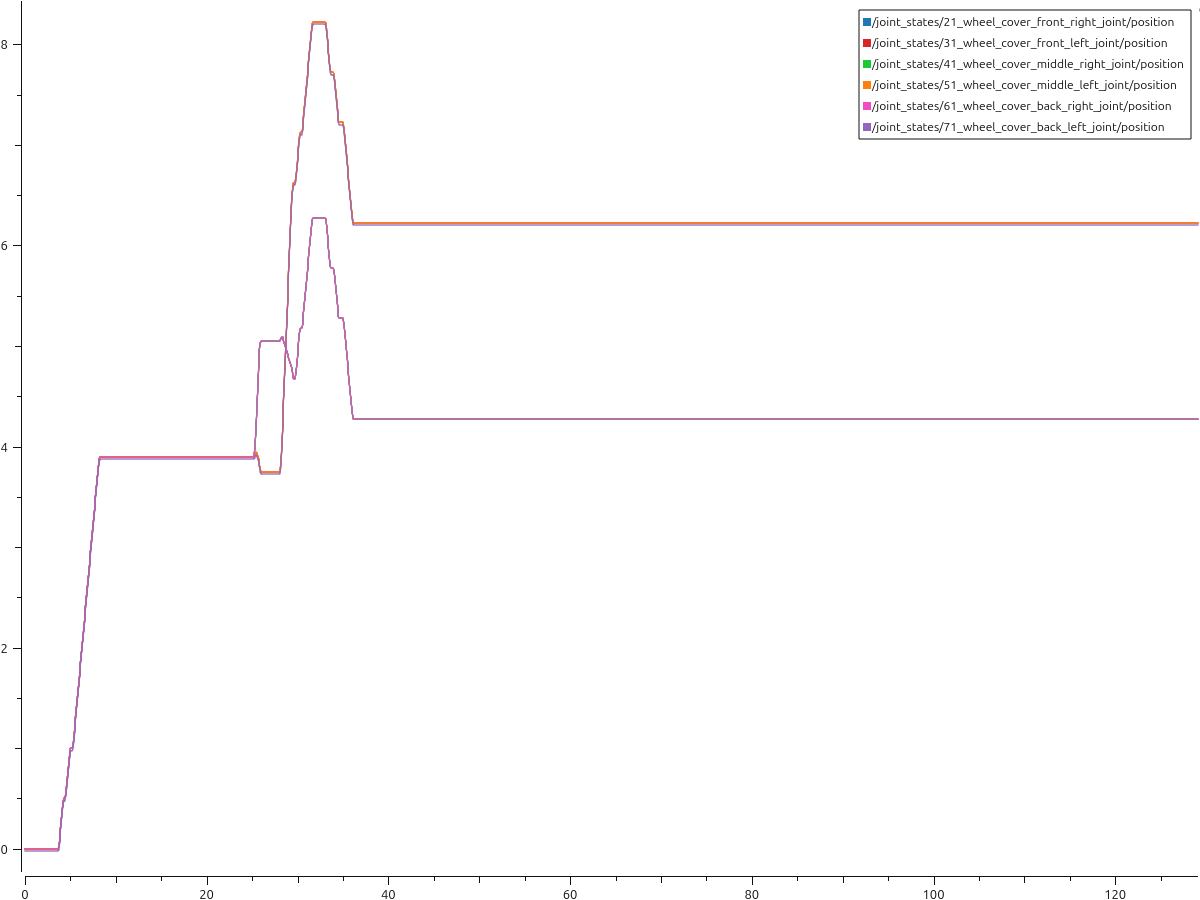 /joint_states/21_wheel_cover_front_right_joint/position
/joint_states/31_wheel_cover_front_left_joint/position
/joint_states/41_wheel_cover_middle_right_joint/position
/joint_states/51_wheel_cover_middle_left_joint/position
/joint_states/61_wheel_cover_back_right_joint/position
/joint_states/71_wheel_cover_back_left_joint/position
8
6
4
2
0
0 20 40 60 80 100 120